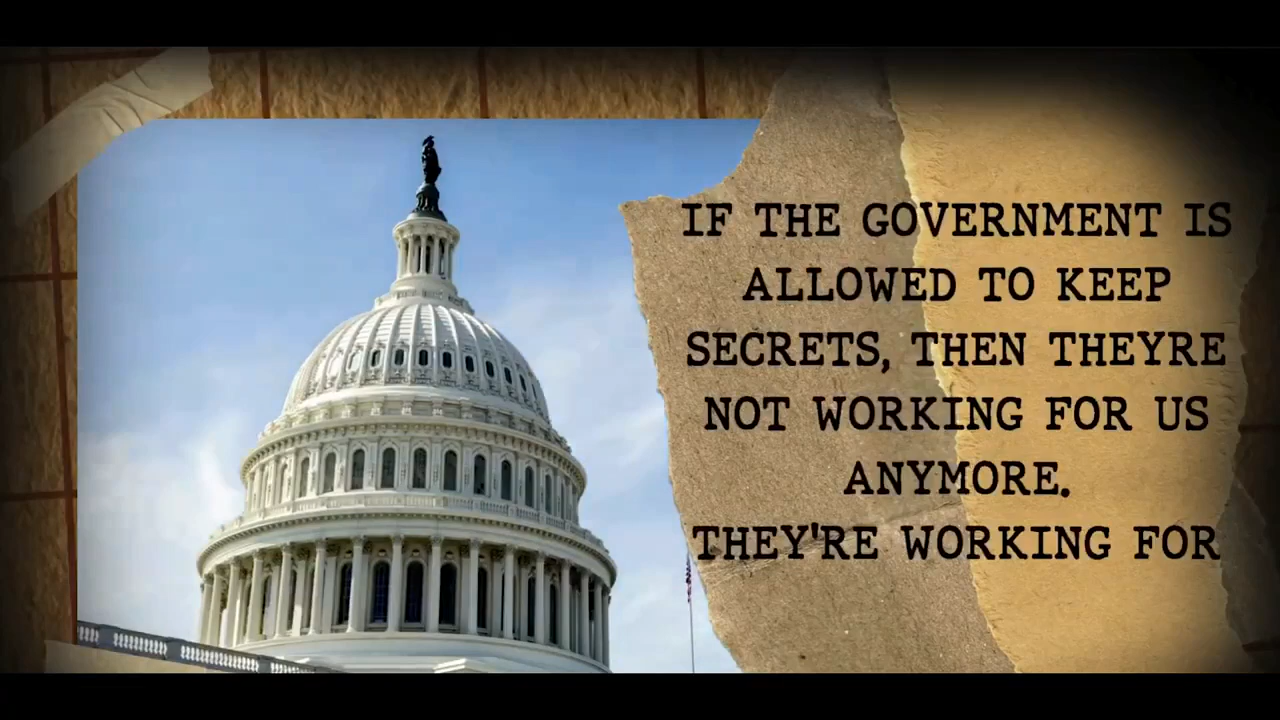 IF THE GOVERNMENT IS
ALLOWED TO KEEP
SECRETS, THEN THEYRE
NOT WORKING FOR US
ANYMORE.
THEY'RE WORKING FOR